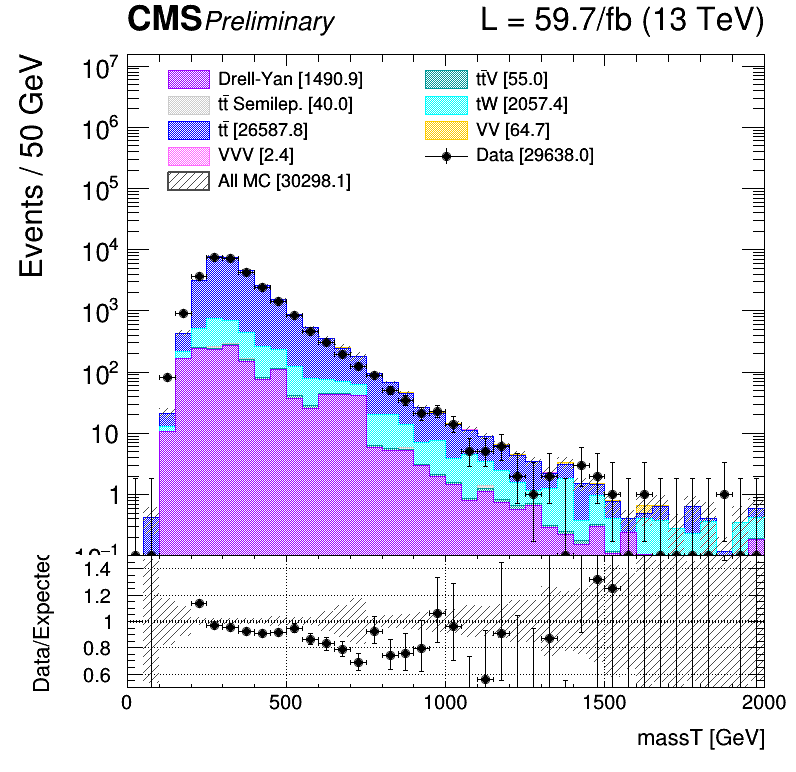 CMS Preliminary L = 59.7/fb (13 TeV)
Events / 50 GeV
10⁷
10⁶
10⁵
10⁴
10³
10²
10
1
10⁻¹
Drell-Yan [1490.9]
tt̄ Semilep. [40.0]
tt̄ [26587.8]
VVV [2.4]
All MC [30298.1]
tt̄V [55.0]
tW [2057.4]
VV [64.7]
Data [29638.0]
Data/Expected
1.4
1.2
1
0.8
0.6
0 500 1000 1500 2000
massT [GeV]